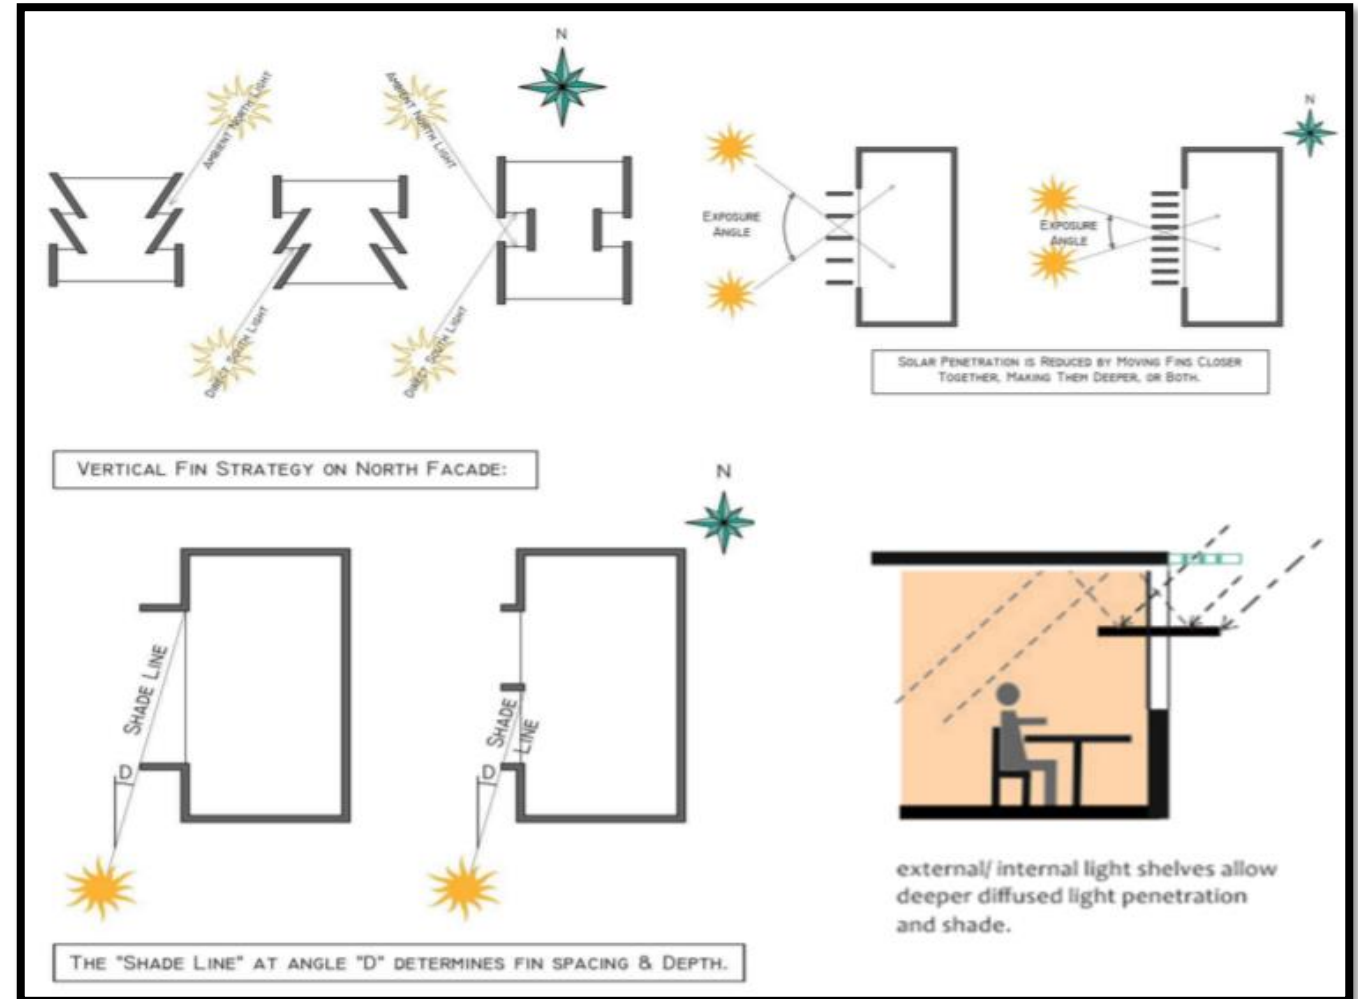 N
AMBIENT NORTH LIGHT
AMBIENT NORTH LIGHT
DIRECT SOUTH LIGHT
DIRECT SOUTH LIGHT
N
EXPOSURE
ANGLE
EXPOSURE
ANGLE
SOLAR PENETRATION IS REDUCED BY MOVING FINS CLOSER
TOGETHER, MAKING THEM DEEPER, OR BOTH.
VERTICAL FIN STRATEGY ON NORTH FACADE:
N
SHADE LINE
D
SHADE
LINE
D
THE "SHADE LINE" AT ANGLE "D" DETERMINES FIN SPACING & DEPTH.
external/ internal light shelves allow
deeper diffused light penetration
and shade.